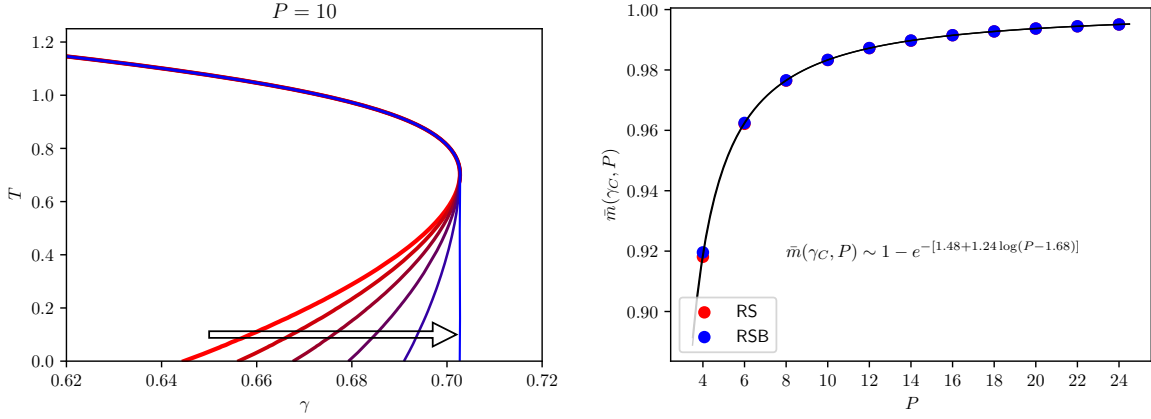 P = 10
1.2
1.0
0.8
0.6
0.4
0.2
0.0
T
0.62 0.64 0.66 0.68 0.70 0.72
γ
1.00
0.98
0.96
0.94
0.92
0.90
m̄(γ_C, P)
m̄(γ_C, P) ∼ 1 − e^{−[1.48+1.24 log(P−1.68)]}
RS
RSB
4 6 8 10 12 14 16 18 20 22 24
P